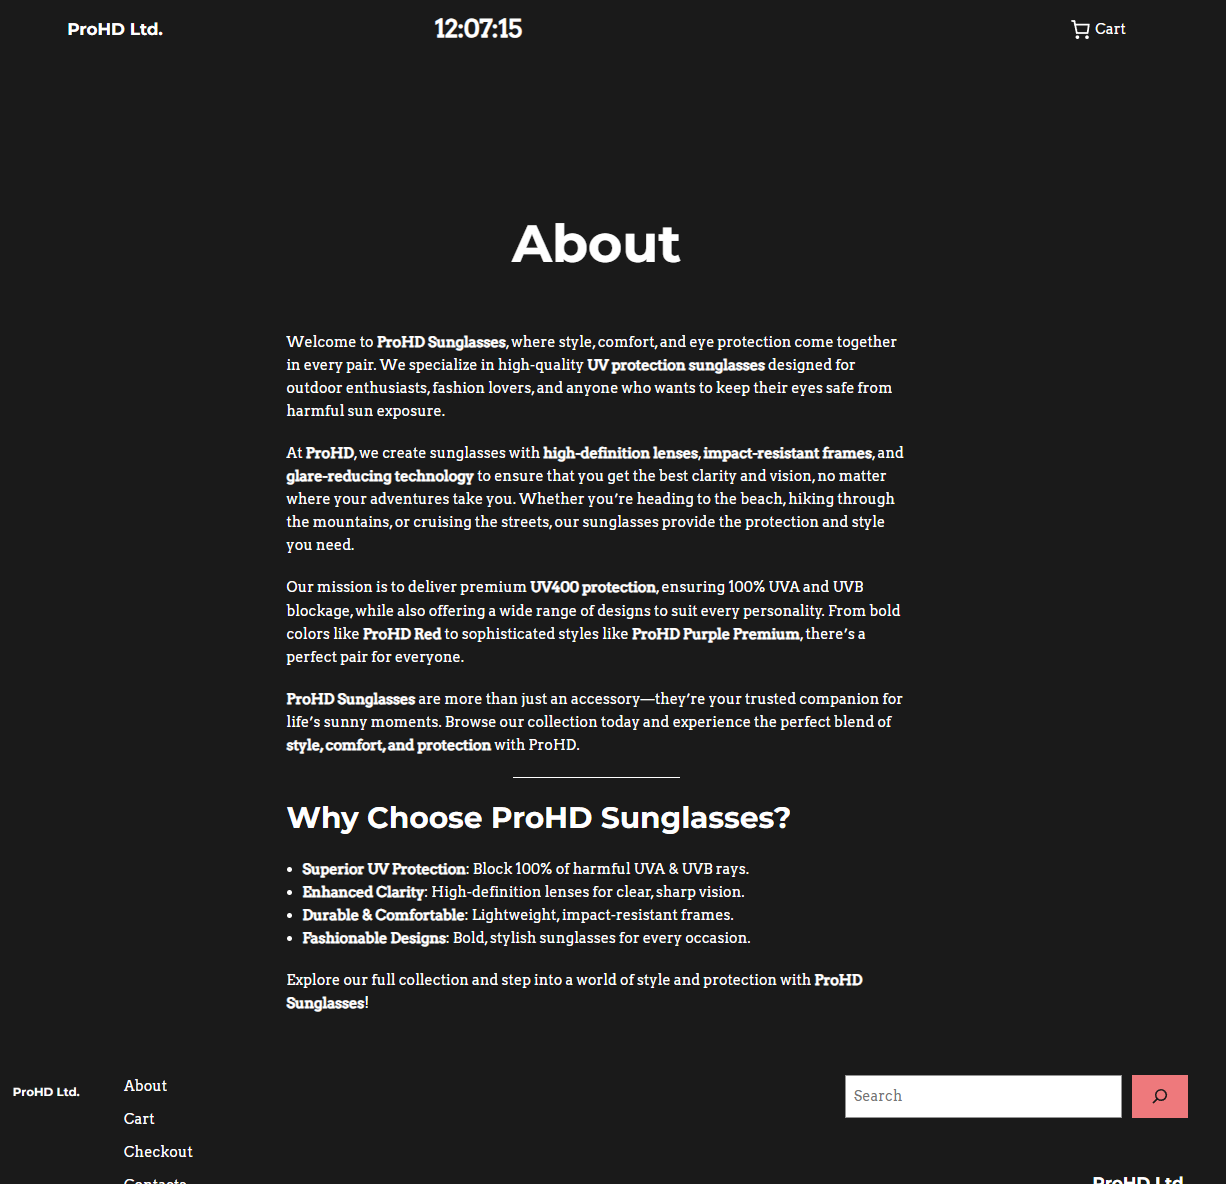 ProHD Ltd.
12:07:15
Cart
About
Welcome to ProHD Sunglasses, where style, comfort, and eye protection come together
in every pair. We specialize in high-quality UV protection sunglasses designed for
outdoor enthusiasts, fashion lovers, and anyone who wants to keep their eyes safe from
harmful sun exposure.
At ProHD, we create sunglasses with high-definition lenses, impact-resistant frames, and
glare-reducing technology to ensure that you get the best clarity and vision, no matter
where your adventures take you. Whether you’re heading to the beach, hiking through
the mountains, or cruising the streets, our sunglasses provide the protection and style
you need.
Our mission is to deliver premium UV400 protection, ensuring 100% UVA and UVB
blockage, while also offering a wide range of designs to suit every personality. From bold
colors like ProHD Red to sophisticated styles like ProHD Purple Premium, there’s a
perfect pair for everyone.
ProHD Sunglasses are more than just an accessory—they’re your trusted companion for
life’s sunny moments. Browse our collection today and experience the perfect blend of
style, comfort, and protection with ProHD.
Why Choose ProHD Sunglasses?
• Superior UV Protection: Block 100% of harmful UVA & UVB rays.
• Enhanced Clarity: High-definition lenses for clear, sharp vision.
• Durable & Comfortable: Lightweight, impact-resistant frames.
• Fashionable Designs: Bold, stylish sunglasses for every occasion.
Explore our full collection and step into a world of style and protection with ProHD
Sunglasses!
ProHD Ltd.
About
Cart
Checkout
Contacts
Search
ProHD Ltd